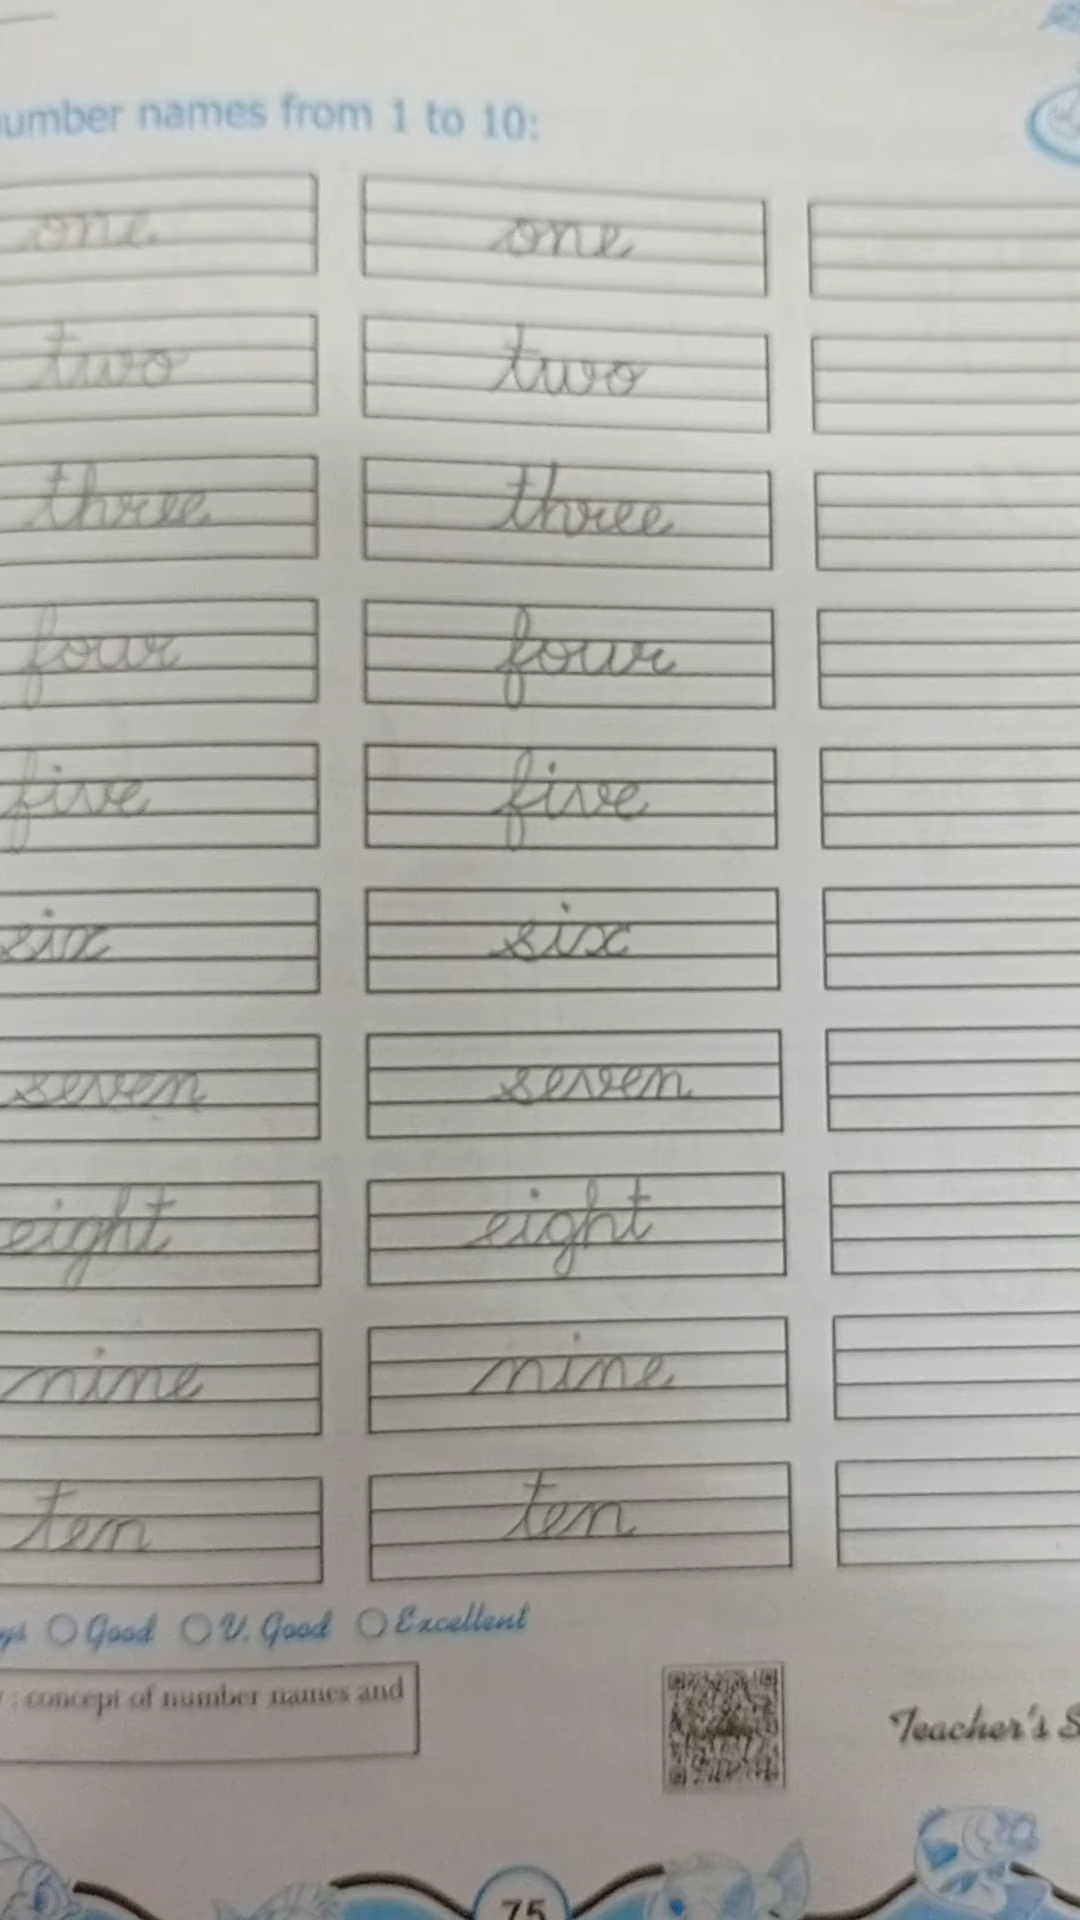 number names from 1 to 10:
one one
two two
three three
four four
five five
six six
seven seven
eight eight
nine nine
ten ten
Good V. Good Excellent
: concept of number names and
Teacher's S
75